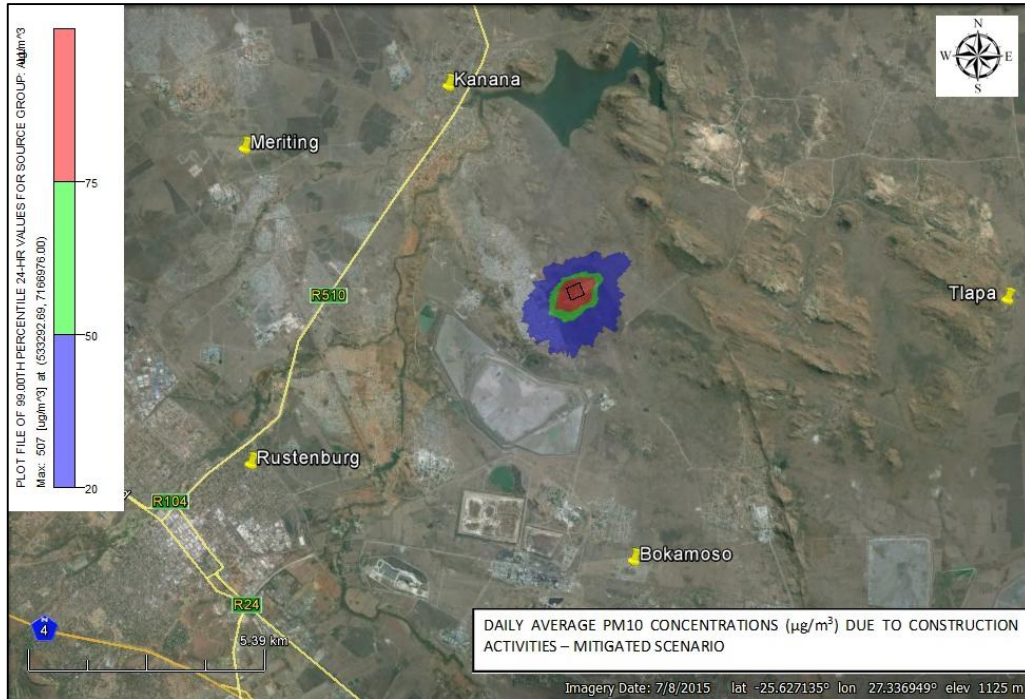 PLOT FILE OF 99.00TH PERCENTILE 24-HR VALUES FOR SOURCE GROUP:
ug/m^3
Max: 507 [ug/m^3] at (533292.69, 7166976.00)
75
50
20
N
W
E
S
Kanana
Meriting
R510
Tlapa
Rustenburg
R104
Bokamoso
R24
N
4
5.39 km
DAILY AVERAGE PM10 CONCENTRATIONS (µg/m³) DUE TO CONSTRUCTION
ACTIVITIES – MITIGATED SCENARIO
Imagery Date: 7/8/2015 lat -25.627135° lon 27.336949° elev 1125 m